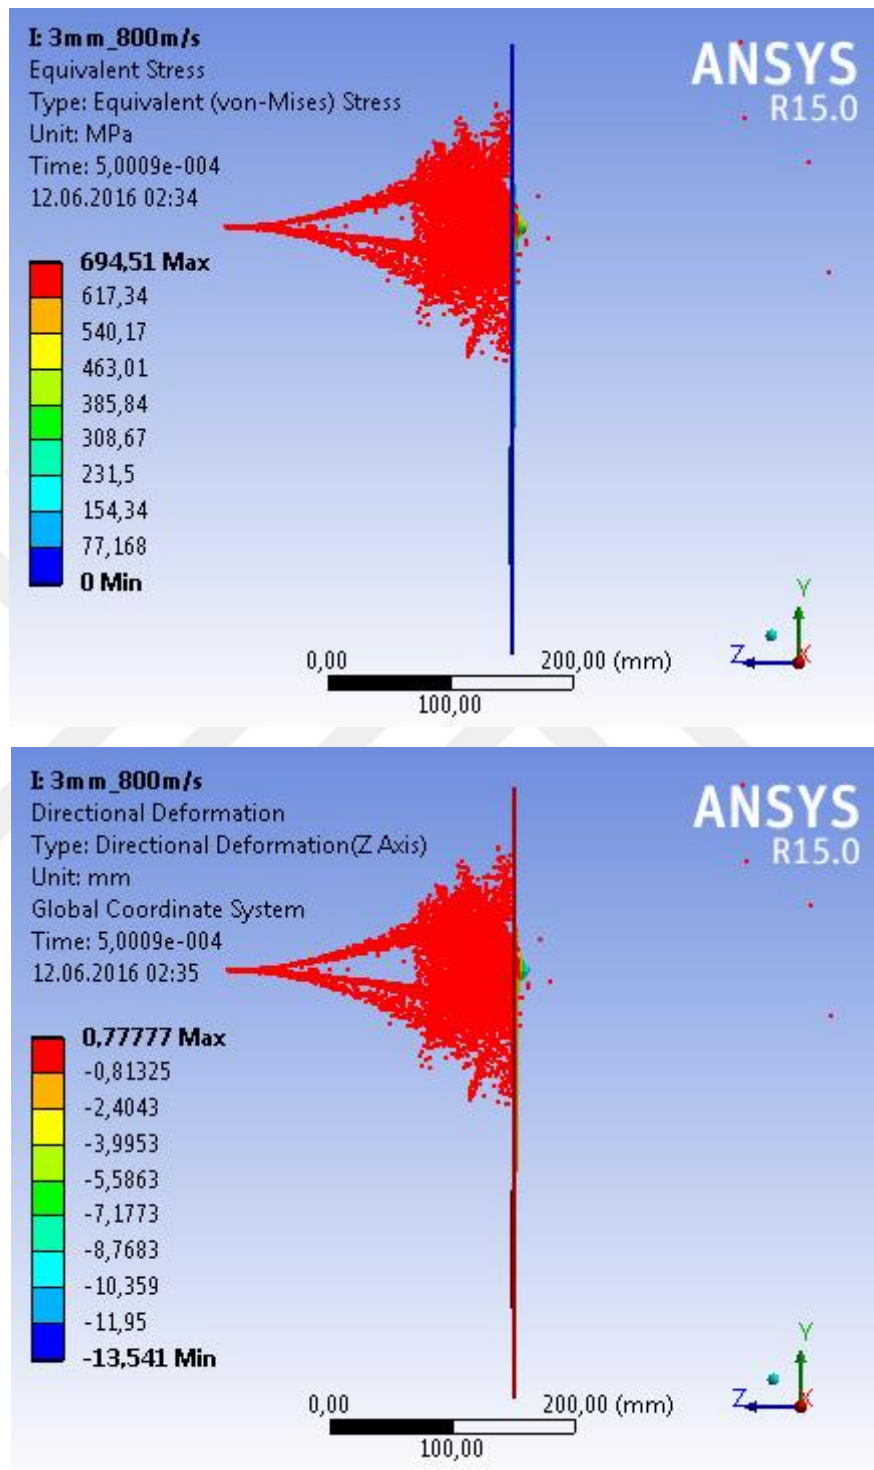 I: 3mm_800m/s
Equivalent Stress
Type: Equivalent (von-Mises) Stress
Unit: MPa
Time: 5,0009e-004
12.06.2016 02:34
ANSYS
R15.0
694,51 Max
617,34
540,17
463,01
385,84
308,67
231,5
154,34
77,168
0 Min
0,00
200,00 (mm)
100,00
Y
Z
X
I: 3mm_800m/s
Directional Deformation
Type: Directional Deformation(Z Axis)
Unit: mm
Global Coordinate System
Time: 5,0009e-004
12.06.2016 02:35
ANSYS
R15.0
0,77777 Max
-0,81325
-2,4043
-3,9953
-5,5863
-7,1773
-8,7683
-10,359
-11,95
-13,541 Min
0,00
200,00 (mm)
100,00
Y
Z
X